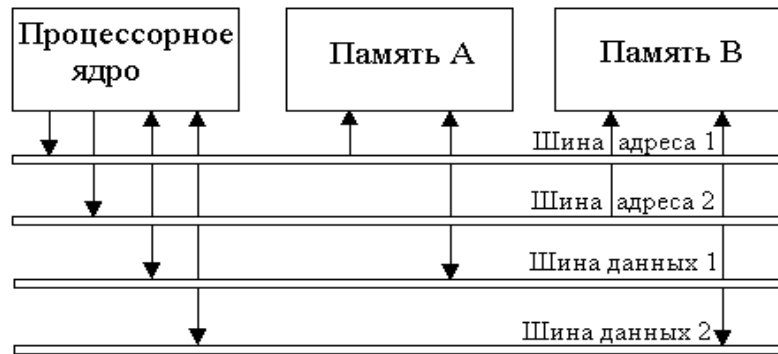 Процессорное
ядро
Память А
Память В
Шина адреса 1
Шина адреса 2
Шина данных 1
Шина данных 2